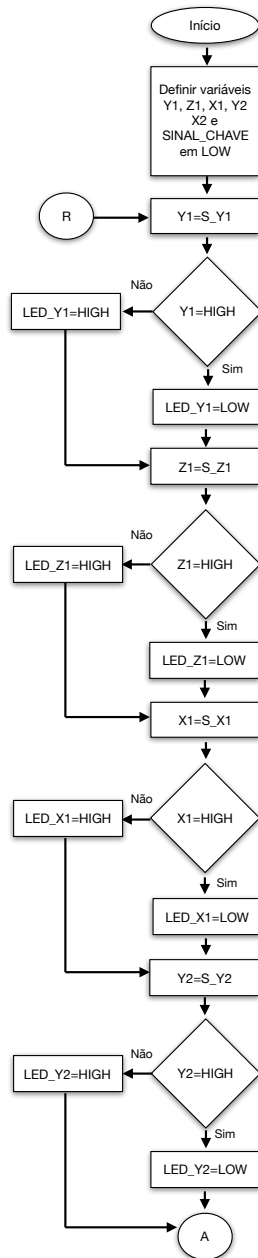 Início
Definir variáveis
Y1, Z1, X1, Y2
X2 e
SINAL_CHAVE
em LOW
R
Y1=S_Y1
Não
LED_Y1=HIGH
Y1=HIGH
Sim
LED_Y1=LOW
Z1=S_Z1
Não
LED_Z1=HIGH
Z1=HIGH
Sim
LED_Z1=LOW
X1=S_X1
Não
LED_X1=HIGH
X1=HIGH
Sim
LED_X1=LOW
Y2=S_Y2
Não
LED_Y2=HIGH
Y2=HIGH
Sim
LED_Y2=LOW
A